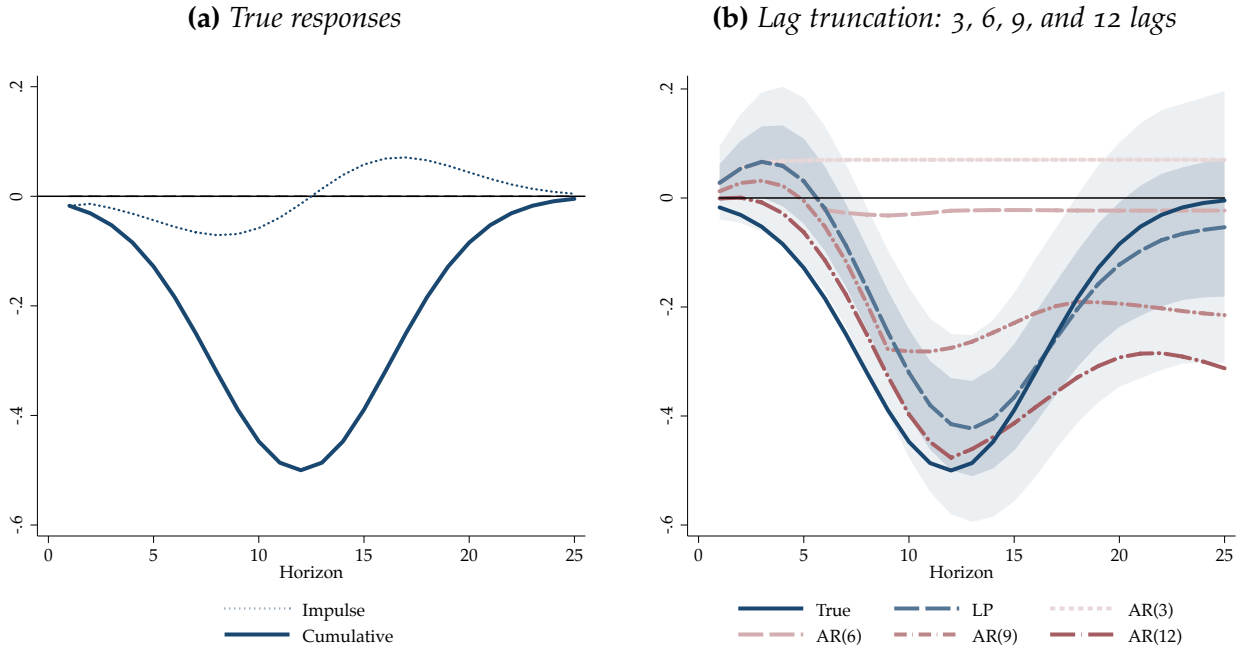 (a) True responses
.2
0
-.2
-.4
-.6
0 5 10 15 20 25
Horizon
Impulse
Cumulative
(b) Lag truncation: 3, 6, 9, and 12 lags
.2
0
-.2
-.4
-.6
0 5 10 15 20 25
Horizon
True LP AR(3)
AR(6) AR(9) AR(12)